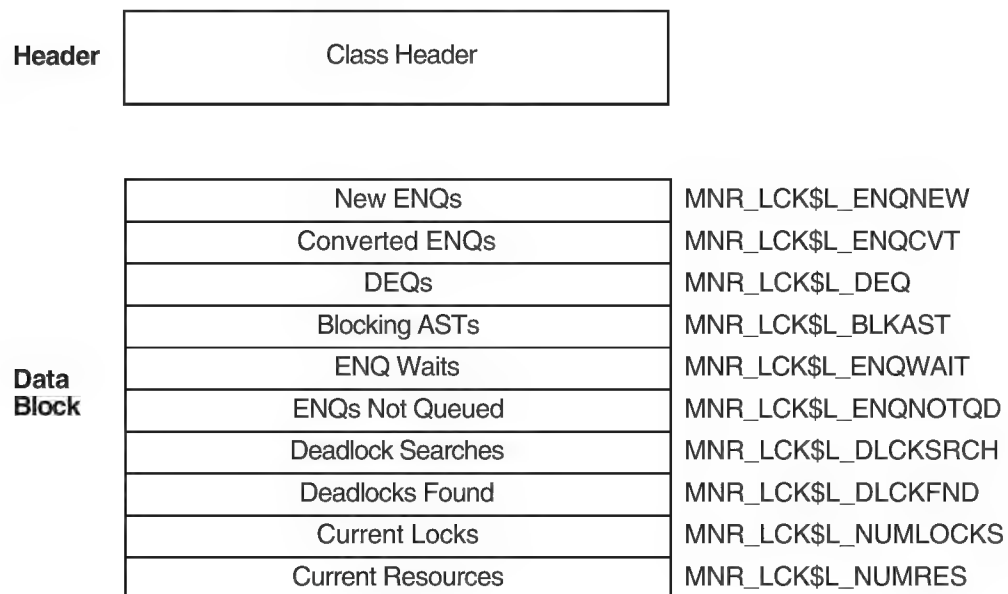 Header Class Header
New ENQs MNR_LCK$L_ENQNEW
Converted ENQs MNR_LCK$L_ENQCVT
DEQs MNR_LCK$L_DEQ
Blocking ASTs MNR_LCK$L_BLKAST
ENQ Waits MNR_LCK$L_ENQWAIT
Data
Block
ENQs Not Queued MNR_LCK$L_ENQNOTQD
Deadlock Searches MNR_LCK$L_DLCKSRCH
Deadlocks Found MNR_LCK$L_DLCKFND
Current Locks MNR_LCK$L_NUMLOCKS
Current Resources MNR_LCK$L_NUMRES